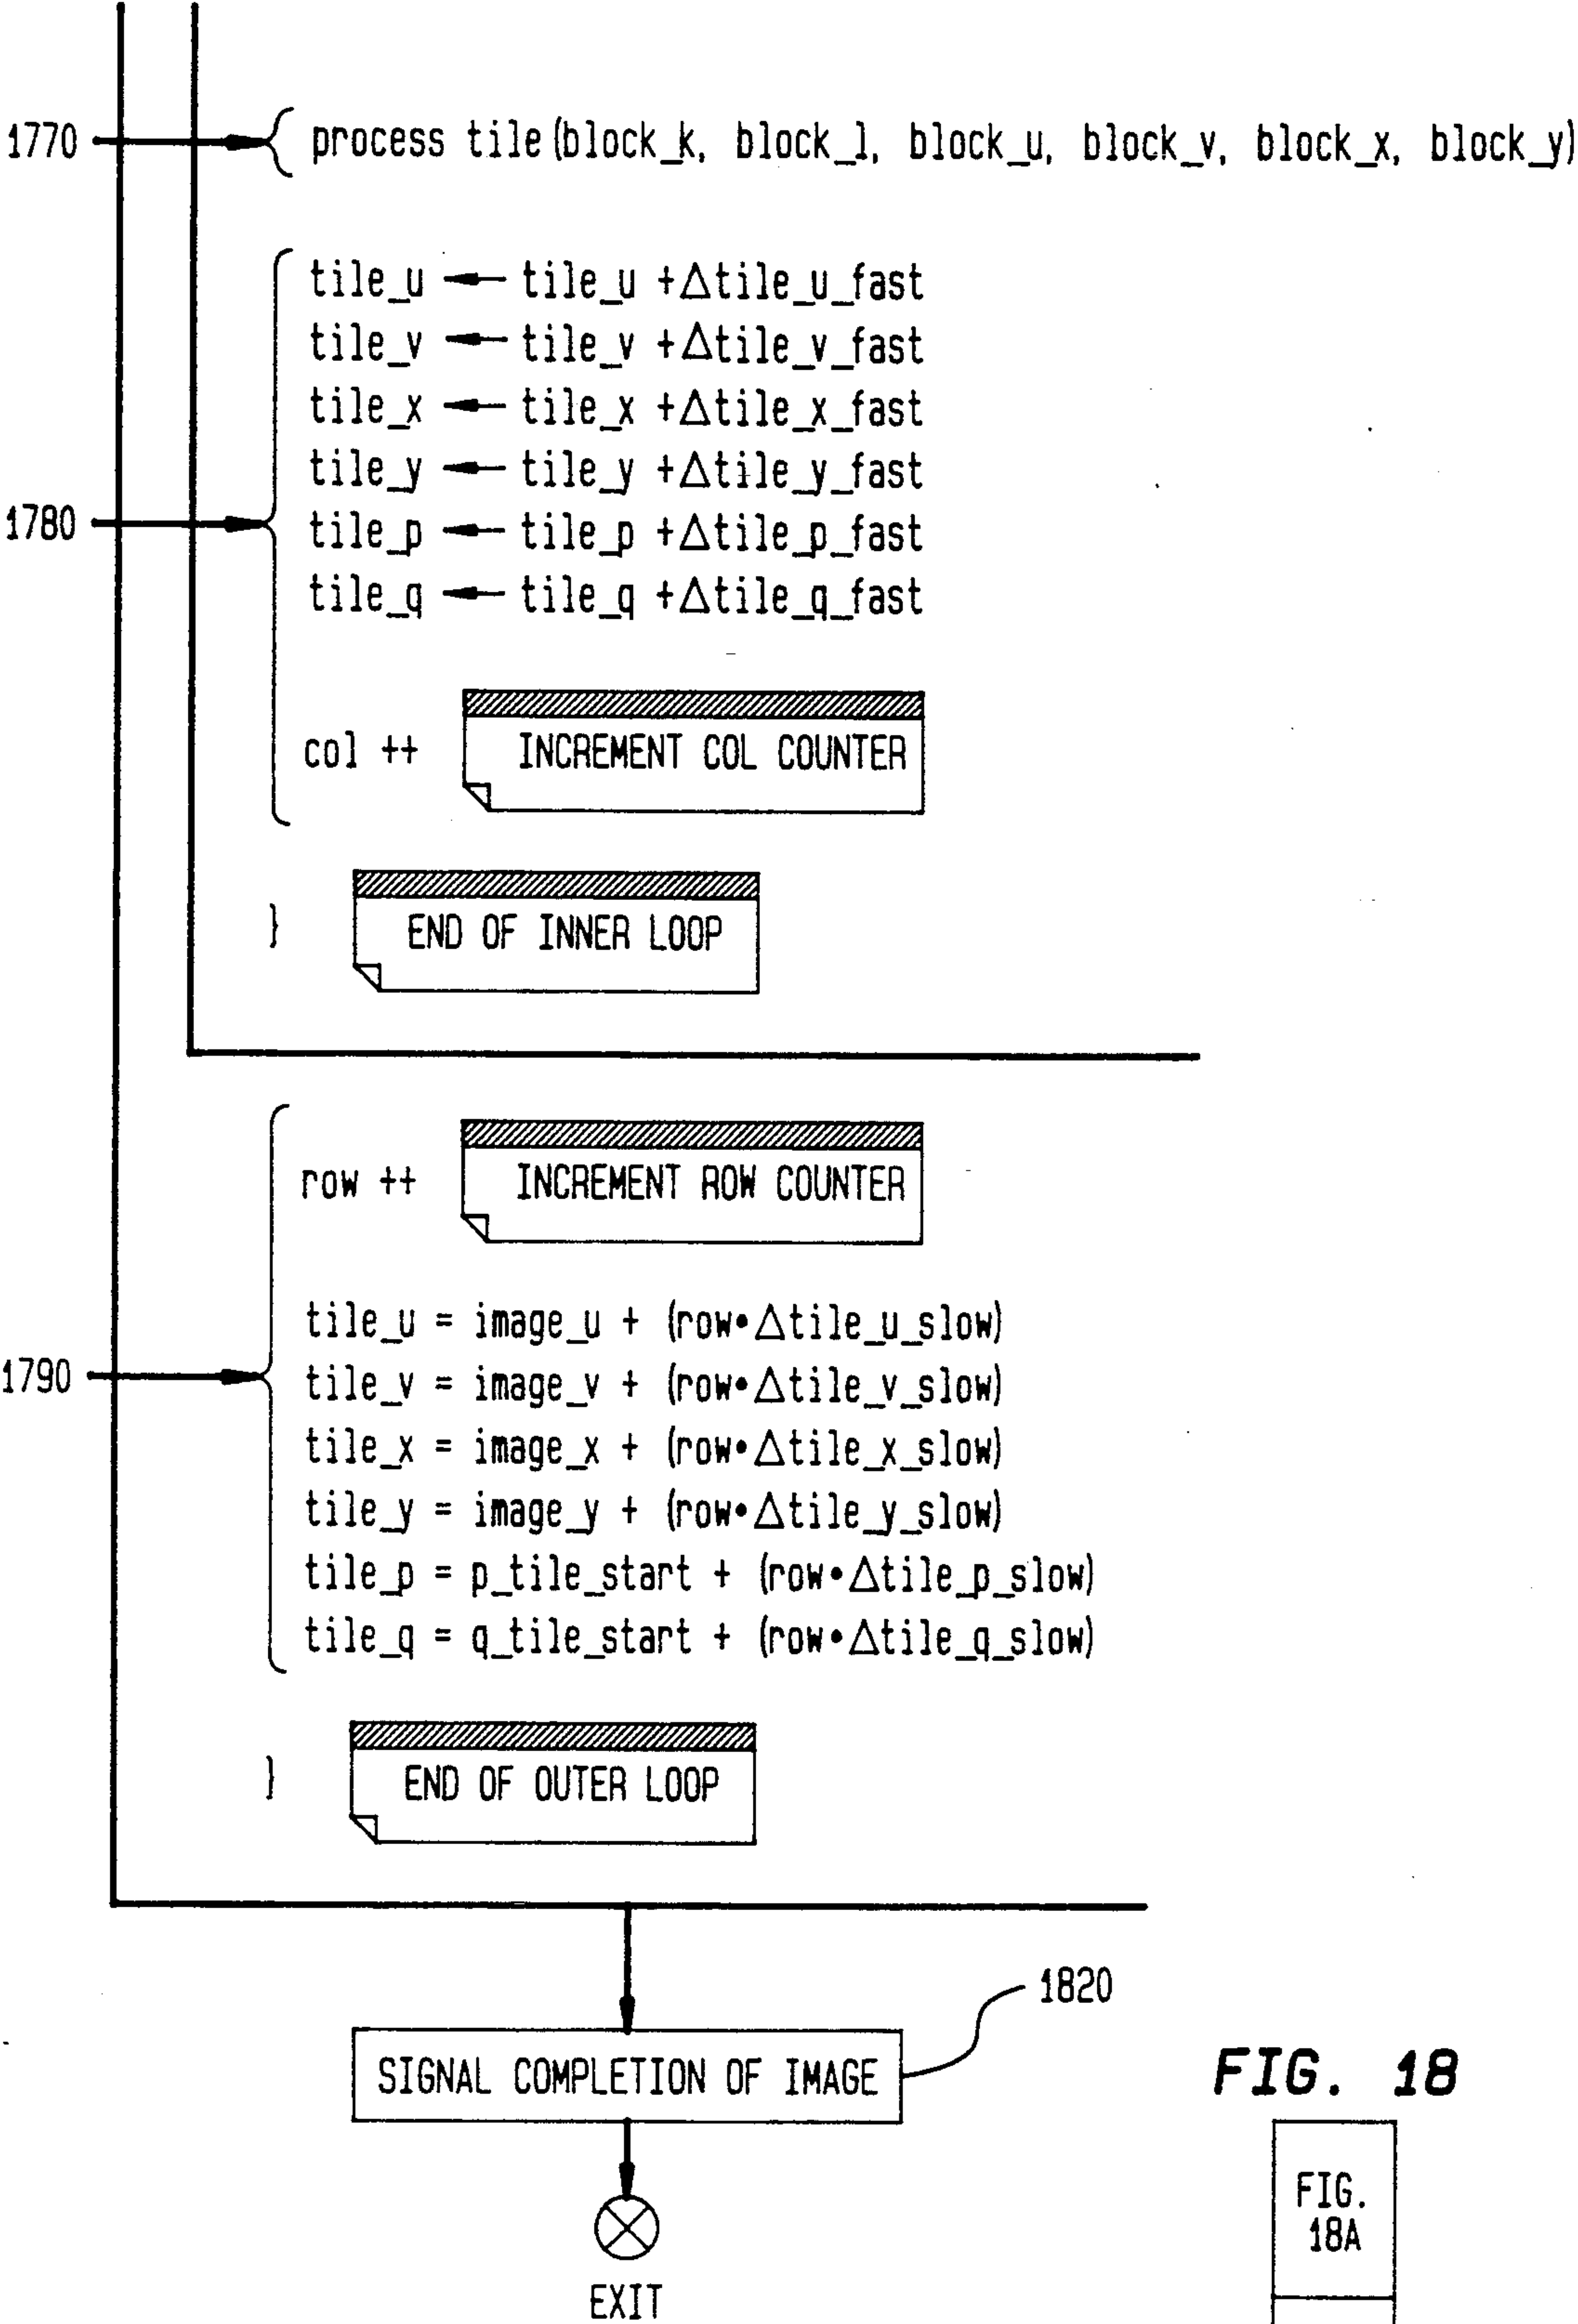 1770 { process tile (block_k, block_l, block_u, block_v, block_x, block_y)
tile_u ← tile_u +Δtile_u_fast
tile_v ← tile_v +Δtile_v_fast
tile_x ← tile_x +Δtile_x_fast
tile_y ← tile_y +Δtile_y_fast
1780
tile_p ← tile_p +Δtile_p_fast
tile_q ← tile_q +Δtile_q_fast
col ++ INCREMENT COL COUNTER
} END OF INNER LOOP
row ++ INCREMENT ROW COUNTER
tile_u = image_u + (row•Δtile_u_slow)
1790
tile_v = image_v + (row•Δtile_v_slow)
tile_x = image_x + (row•Δtile_x_slow)
tile_y = image_y + (row•Δtile_y_slow)
tile_p = p_tile_start + (row•Δtile_p_slow)
tile_q = q_tile_start + (row•Δtile_q_slow)
} END OF OUTER LOOP
1820
SIGNAL COMPLETION OF IMAGE
EXIT
FIG. 18
FIG.
18A